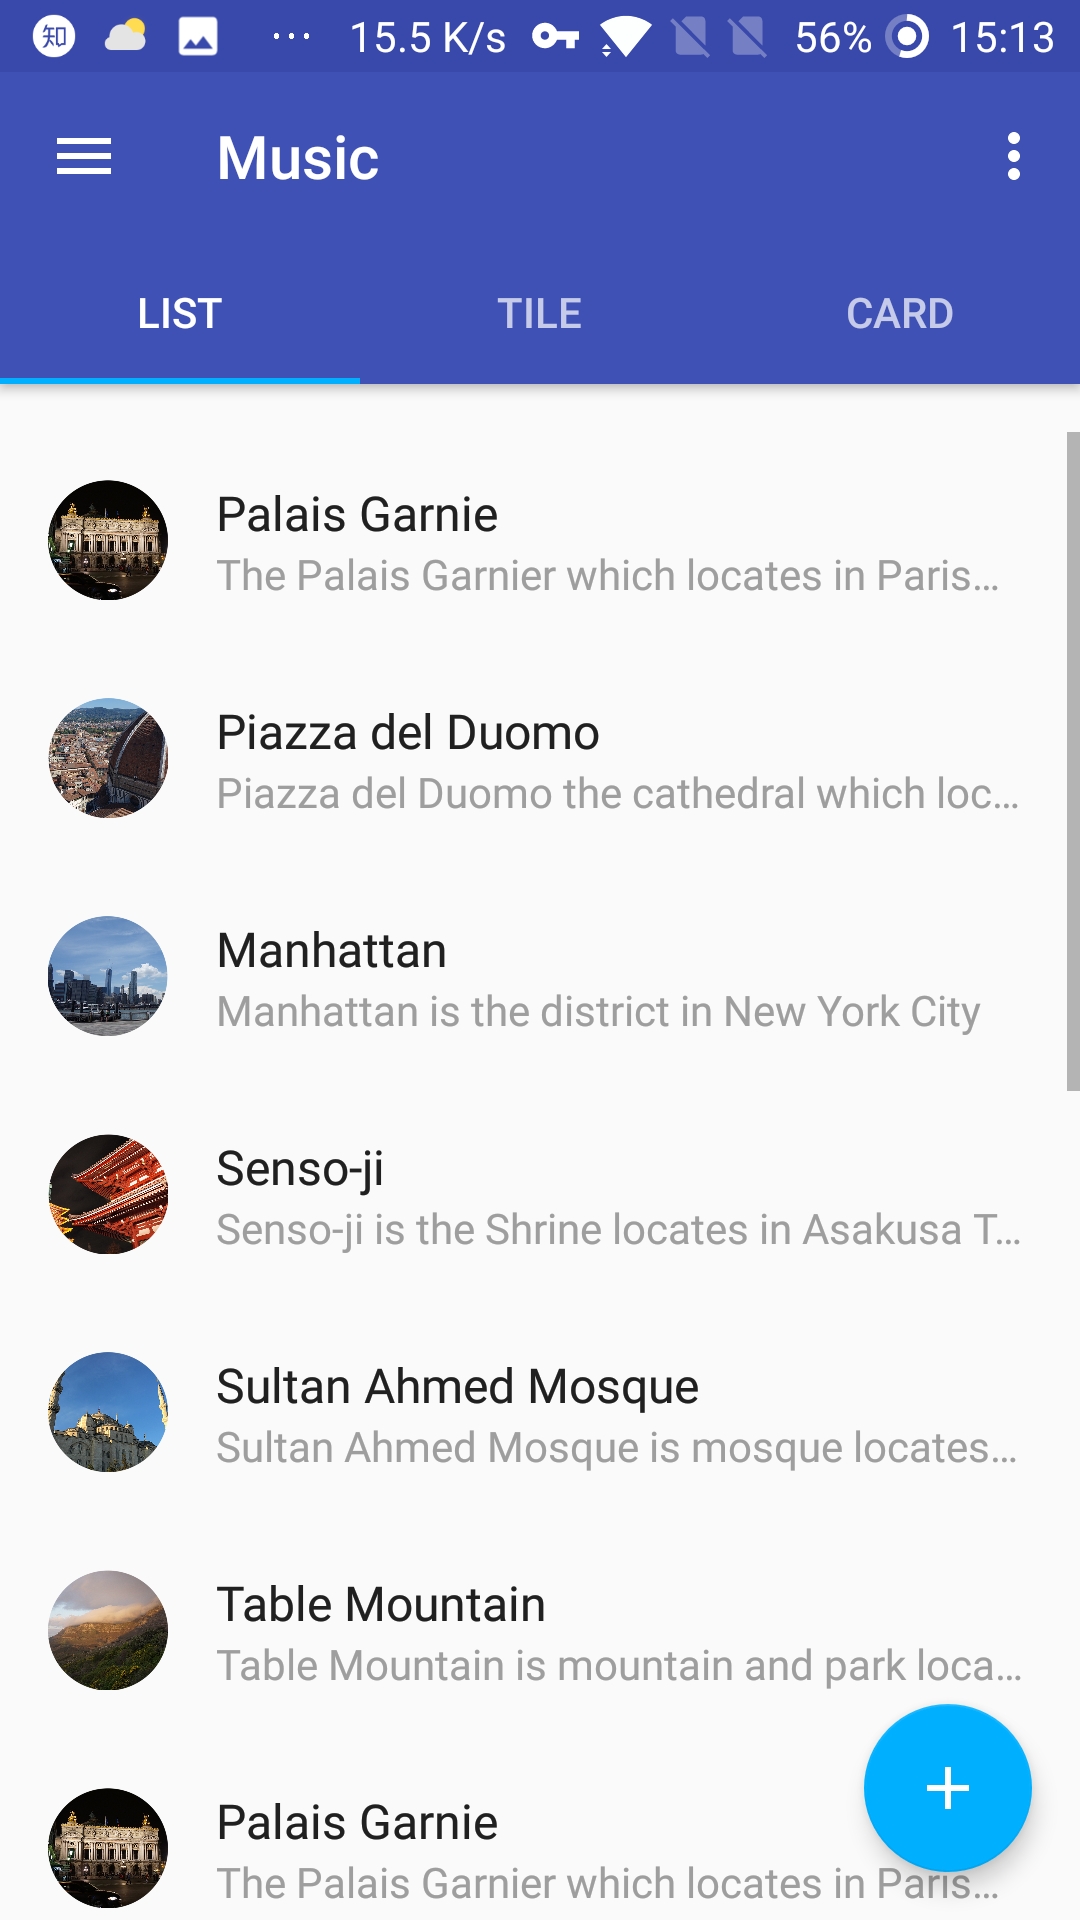 知 ... 15.5 K/s 56% 15:13
Music
LIST TILE CARD
Palais Garnie
The Palais Garnier which locates in Paris...
Piazza del Duomo
Piazza del Duomo the cathedral which loc...
Manhattan
Manhattan is the district in New York City
Senso-ji
Senso-ji is the Shrine locates in Asakusa T...
Sultan Ahmed Mosque
Sultan Ahmed Mosque is mosque locates...
Table Mountain
Table Mountain is mountain and park loca...
Palais Garnie
The Palais Garnier which locates in Paris...